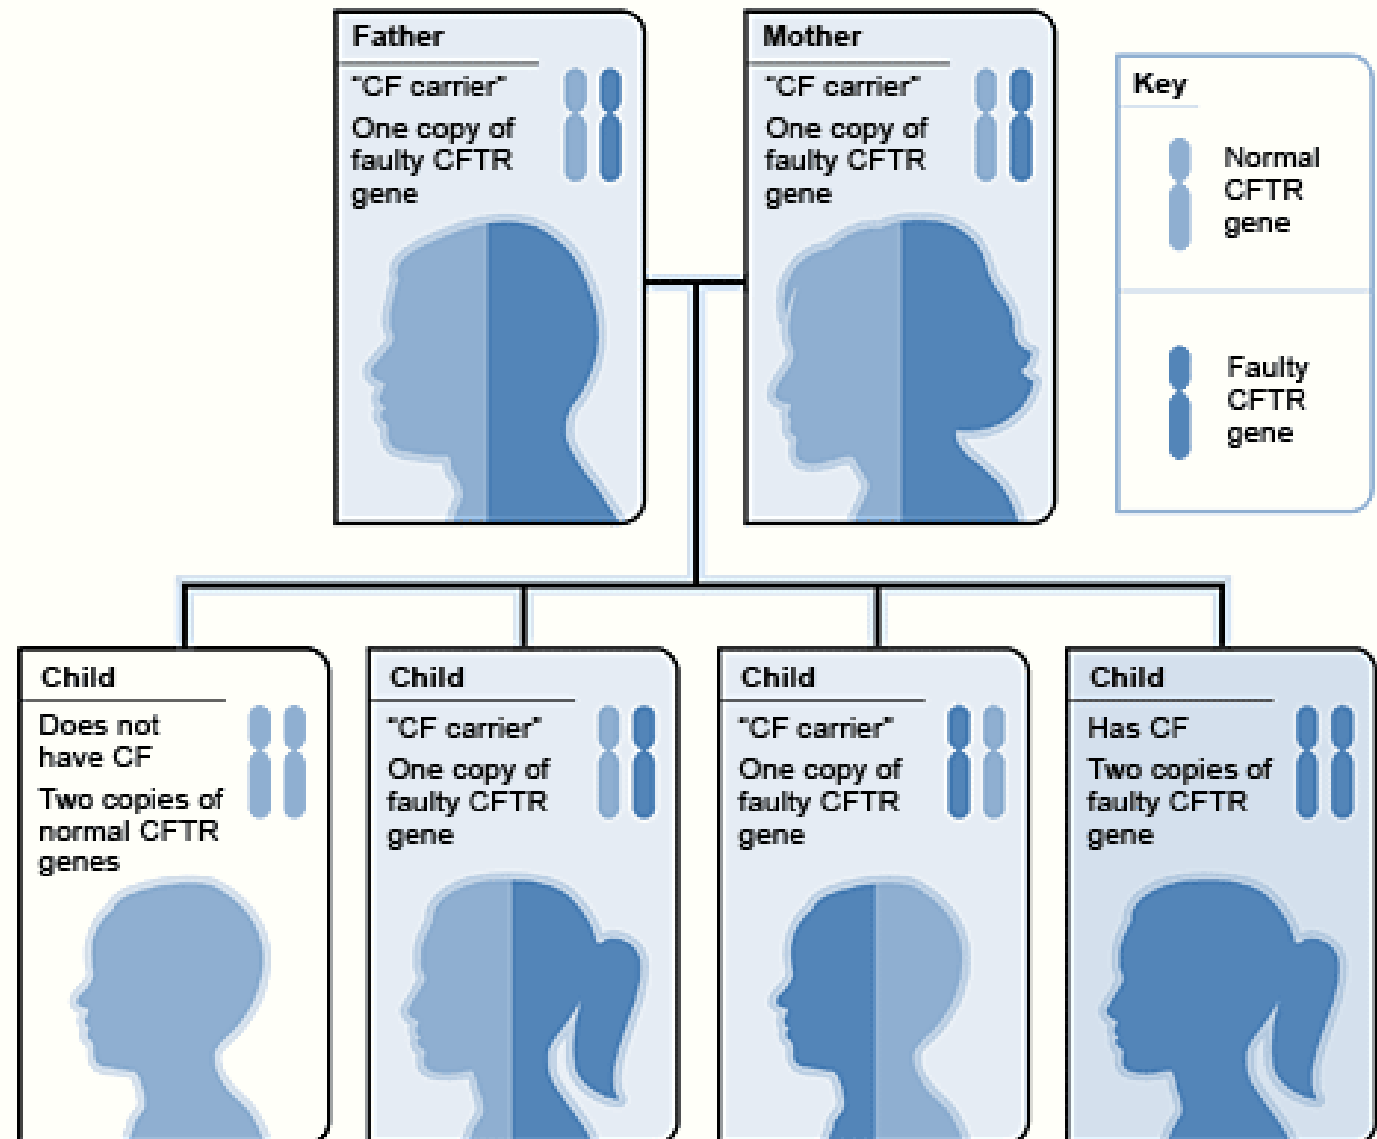 Father
"CF carrier"
One copy of
faulty CFTR
gene
Mother
"CF carrier"
One copy of
faulty CFTR
gene
Key
Normal
CFTR
gene
Faulty
CFTR
gene
Child
Does not
have CF
Two copies of
normal CFTR
genes
Child
"CF carrier"
One copy of
faulty CFTR
gene
Child
"CF carrier"
One copy of
faulty CFTR
gene
Child
Has CF
Two copies of
faulty CFTR
gene